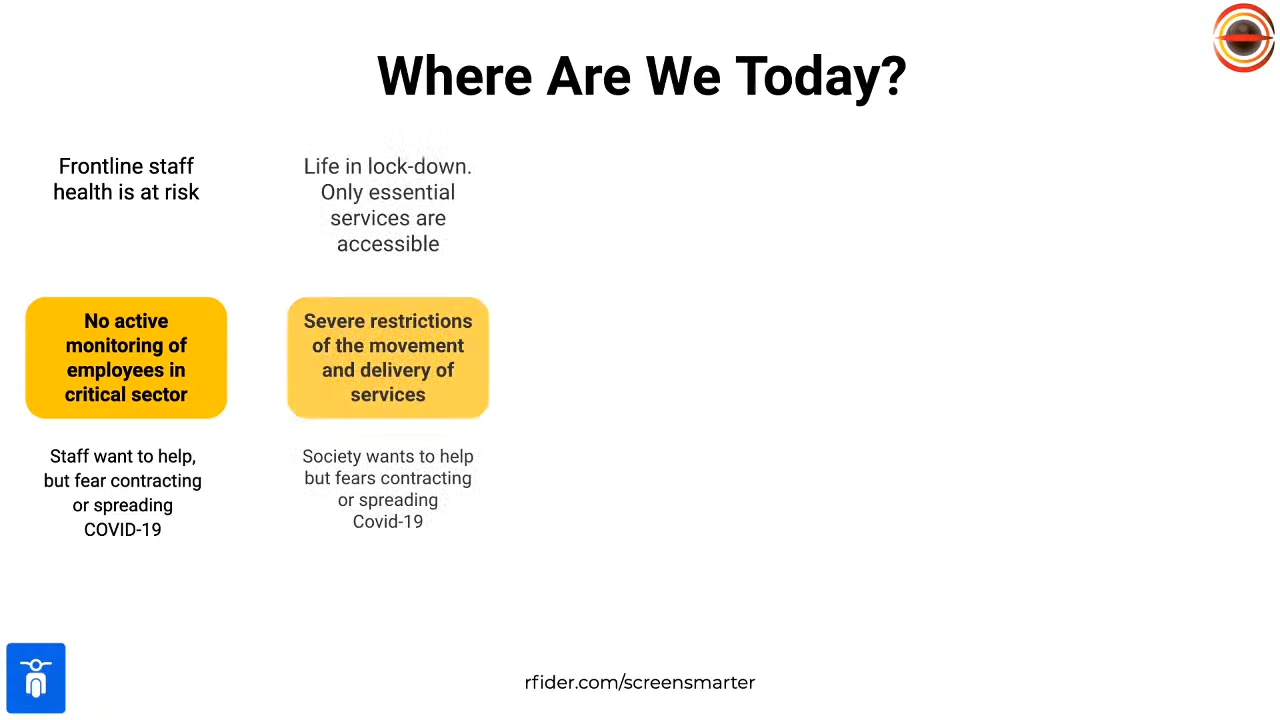 Where Are We Today?
Frontline staff
health is at risk
No active
monitoring of
employees in
critical sector
Staff want to help,
but fear contracting
or spreading
COVID-19
Life in lock-down.
Only essential
services are
accessible
Severe restrictions
of the movement
and delivery of
services
Society wants to help
but fears contracting
or spreading
Covid-19
rfider.com/screensmarter